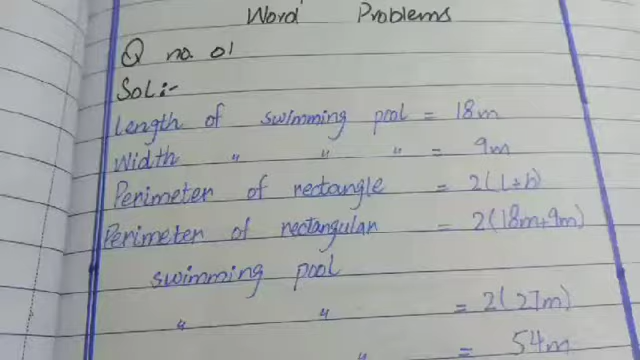 Word Problems
Q no. 01
Sol:-
Length of swimming pool = 18m
Width " " " = 9m
Perimeter of rectangle = 2(l+b)
Perimeter of rectangular = 2(18m+9m)
swimming pool
" " = 2(27m)
" = 54m